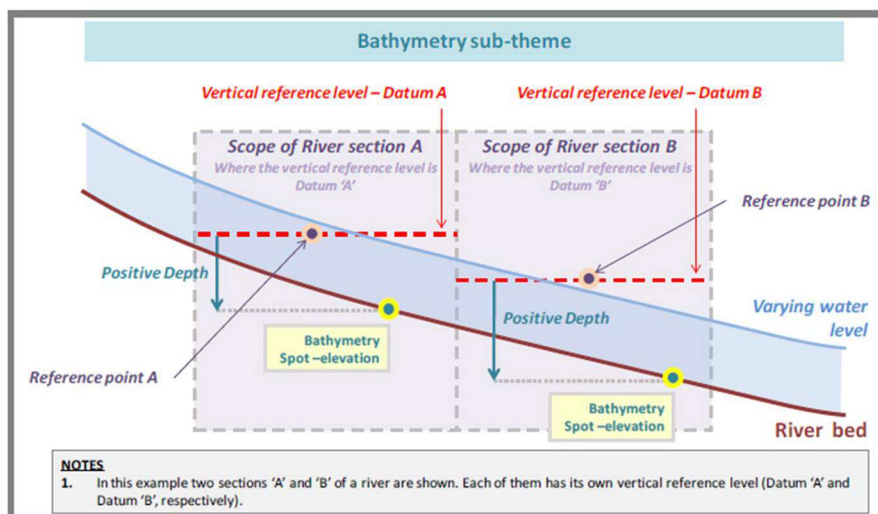 Bathymetry sub-theme
Vertical reference level – Datum A
Vertical reference level – Datum B
Scope of River section A
Where the vertical reference level is
Datum ‘A’
Scope of River section B
Where the vertical reference level is
Datum ‘B’
Reference point B
Positive Depth
Varying water
level
Positive Depth
Bathymetry
Spot –elevation
Reference point A
Bathymetry
Spot –elevation
River bed
NOTES
1. In this example two sections ‘A’ and ‘B’ of a river are shown. Each of them has its own vertical reference level (Datum ‘A’ and
Datum ‘B’, respectively).